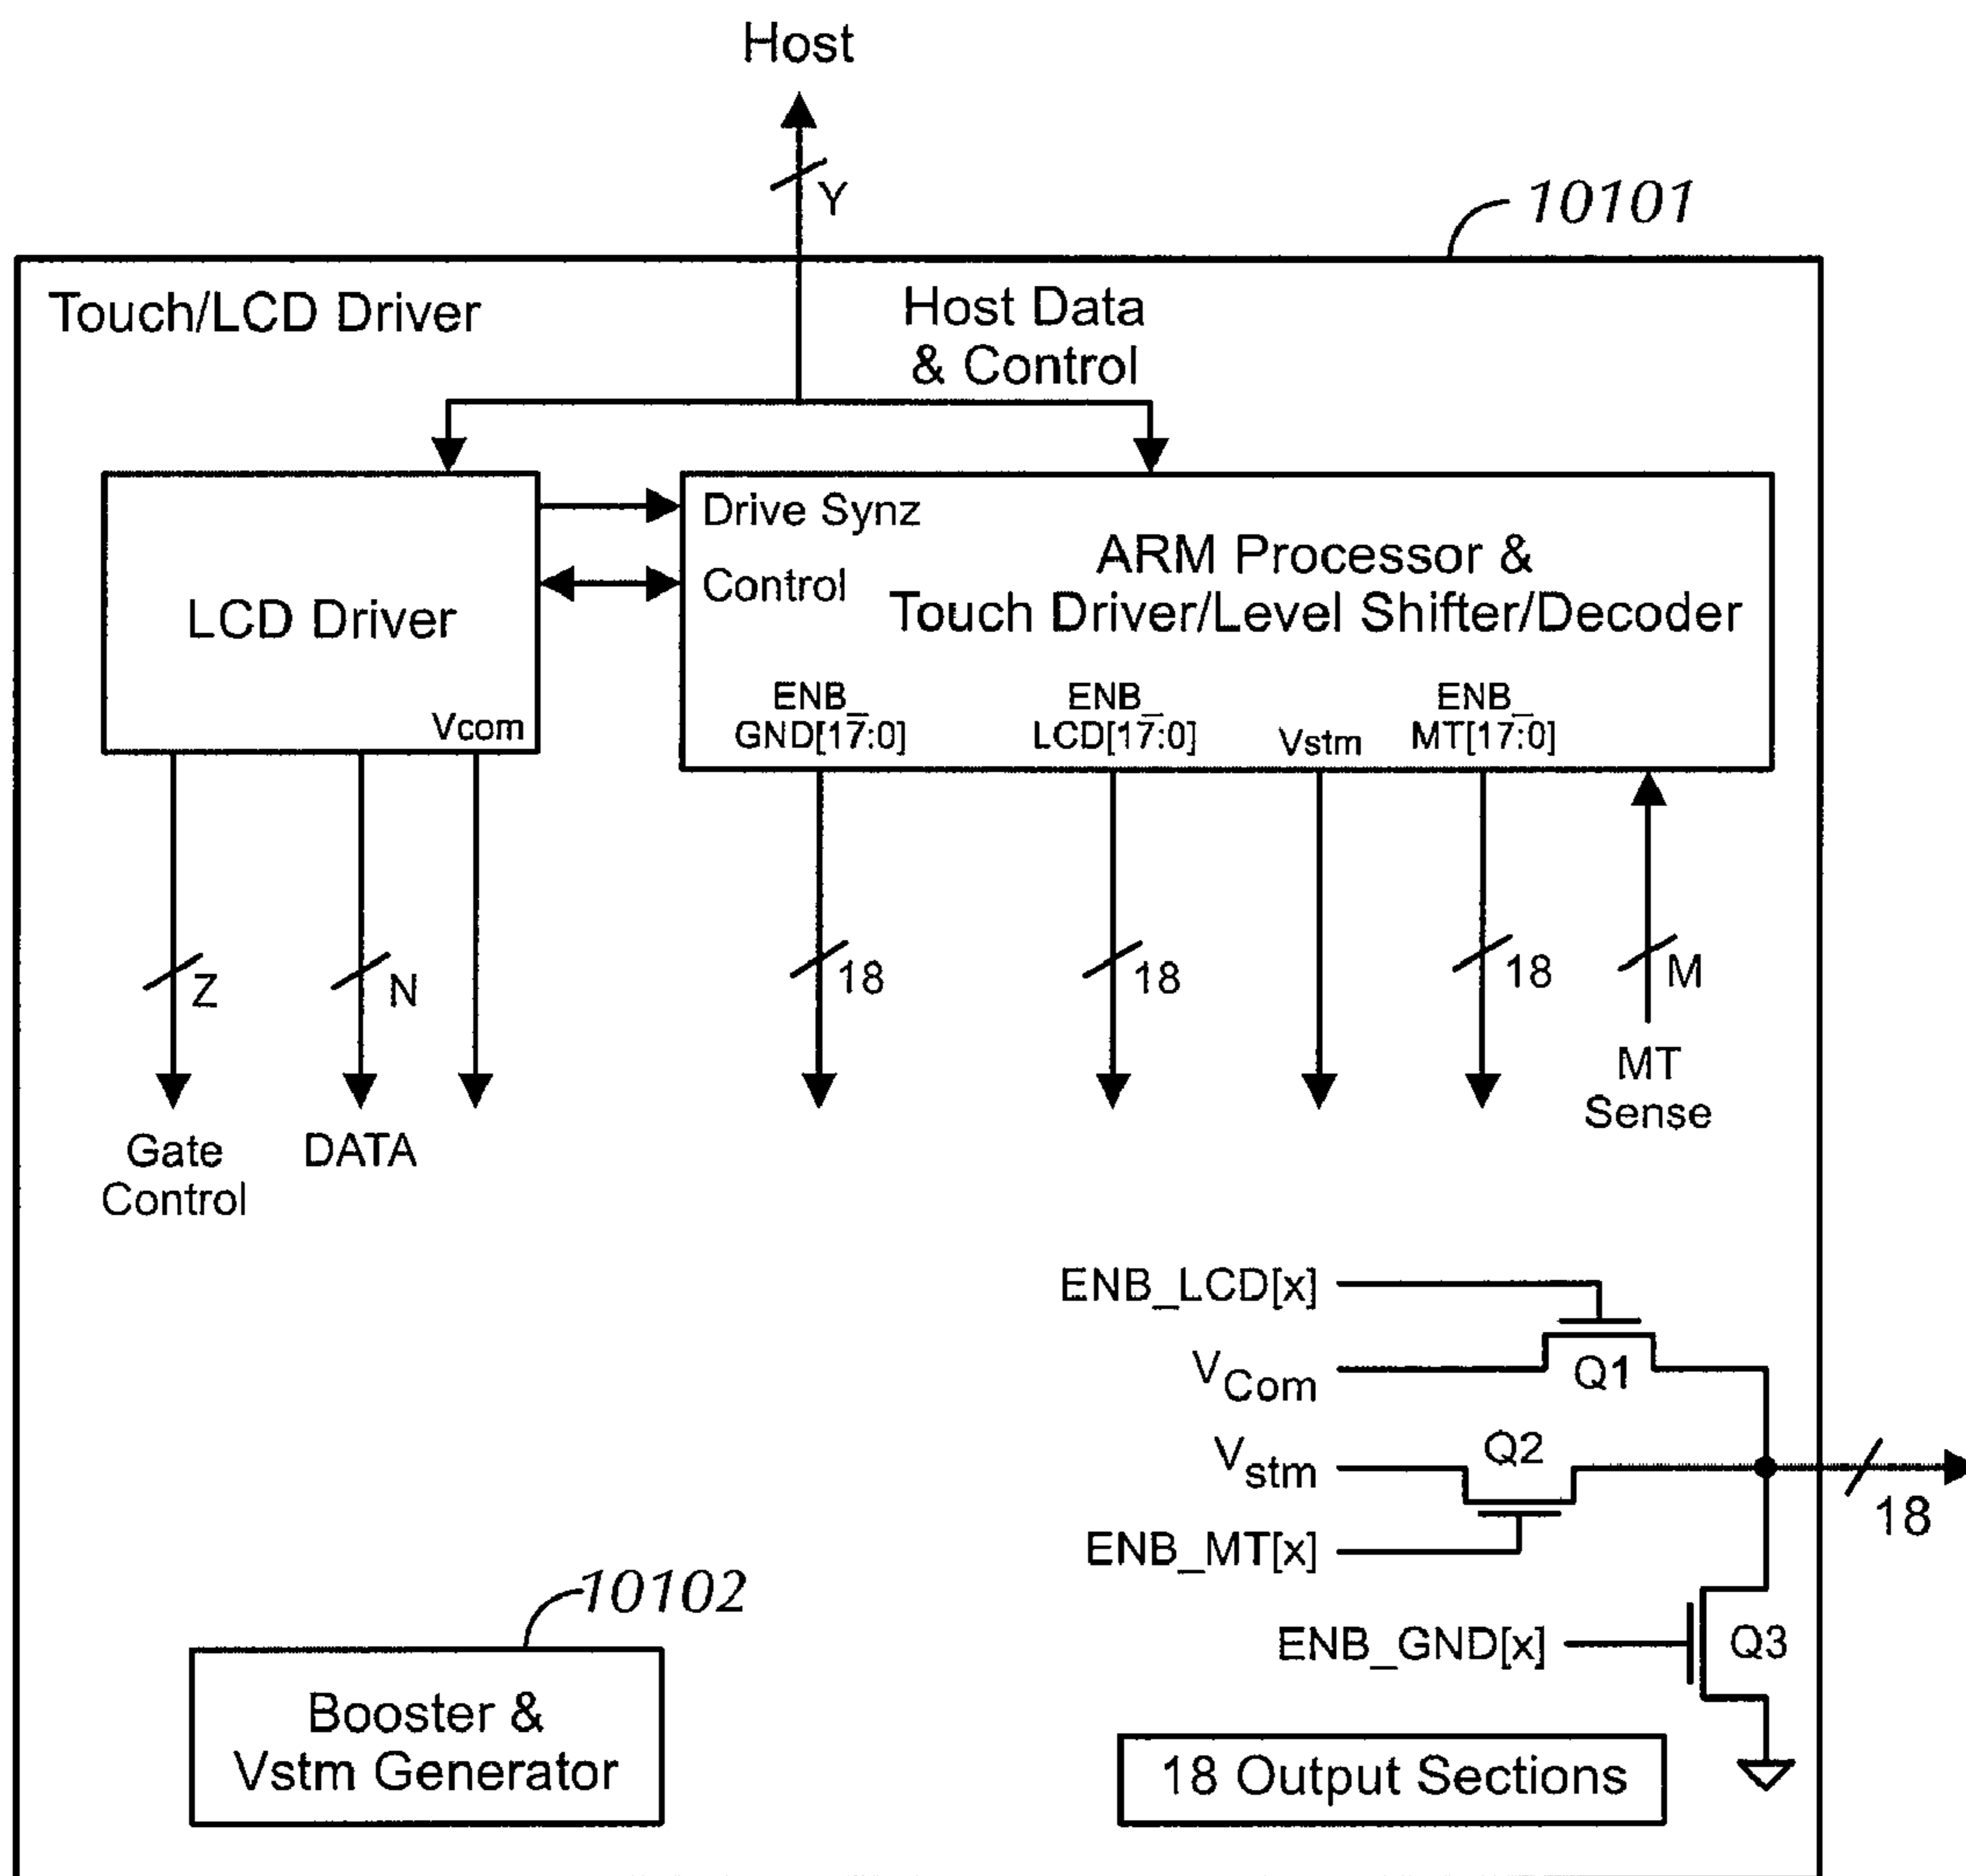 Host
Y
10101
Touch/LCD Driver
Host Data
& Control
LCD Driver
Vcom
Drive Synz
Control
ARM Processor &
Touch Driver/Level Shifter/Decoder
ENB_
GND[17:0]
ENB_
LCD[17:0]
Vstm
ENB_
MT[17:0]
Z
N
18
18
18
M
Gate
Control
DATA
MT
Sense
ENB_LCD[x]
VCom
Q1
Vstm
Q2
ENB_MT[x]
18
ENB_GND[x]
Q3
10102
Booster &
Vstm Generator
18 Output Sections